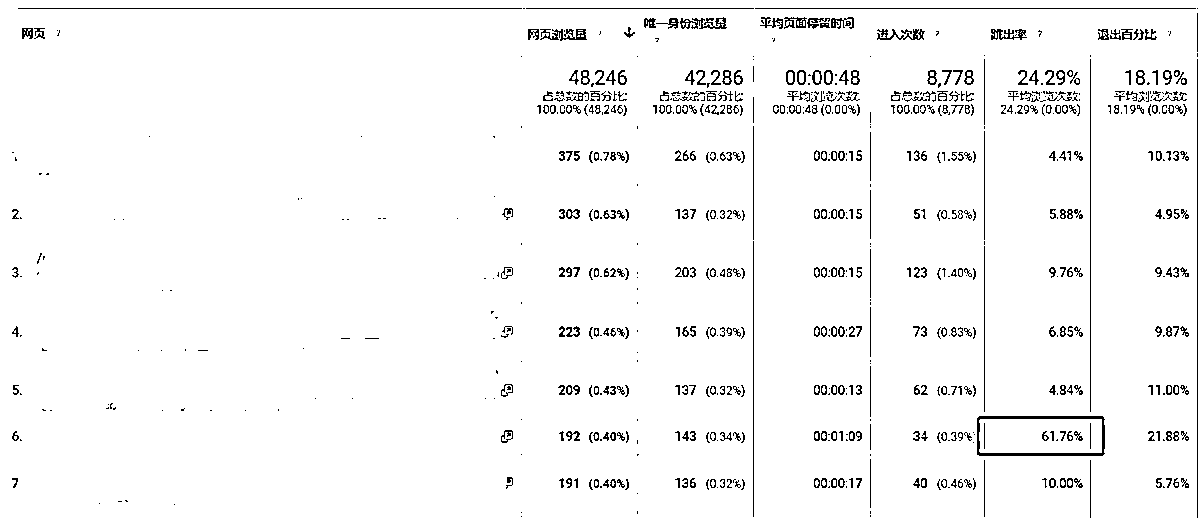 网页 ?
网页浏览量 ? ↓
唯一身份浏览量 ?
平均页面停留时间 ?
进入次数 ?
跳出率 ?
退出百分比 ?
48,246 42,286 00:00:48 8,778 24.29% 18.19%
占总数的百分比: 占总数的百分比: 平均浏览次数: 占总数的百分比: 平均浏览次数: 平均浏览次数:
100.00% (48,246) 100.00% (42,286) 00:00:48 (0.00%) 100.00% (8,778) 24.29% (0.00%) 18.19% (0.00%)
375 (0.78%) 266 (0.63%) 00:00:15 136 (1.55%) 4.41% 10.13%
2. 303 (0.63%) 137 (0.32%) 00:00:15 51 (0.58%) 5.88% 4.95%
3. 297 (0.62%) 203 (0.48%) 00:00:15 123 (1.40%) 9.76% 9.43%
4. 223 (0.46%) 165 (0.39%) 00:00:27 73 (0.83%) 6.85% 9.87%
5. 209 (0.43%) 137 (0.32%) 00:00:13 62 (0.71%) 4.84% 11.00%
6. 192 (0.40%) 143 (0.34%) 00:01:09 34 (0.39%) 61.76% 21.88%
7 191 (0.40%) 136 (0.32%) 00:00:17 40 (0.46%) 10.00% 5.76%